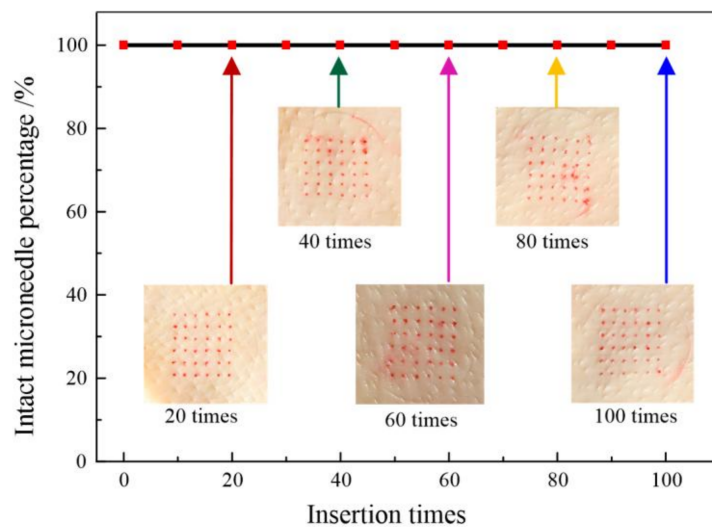 Intact microneedle percentage /%
100
80
60
40
20
0
40 times
80 times
20 times
60 times
100 times
0 20 40 60 80 100
Insertion times